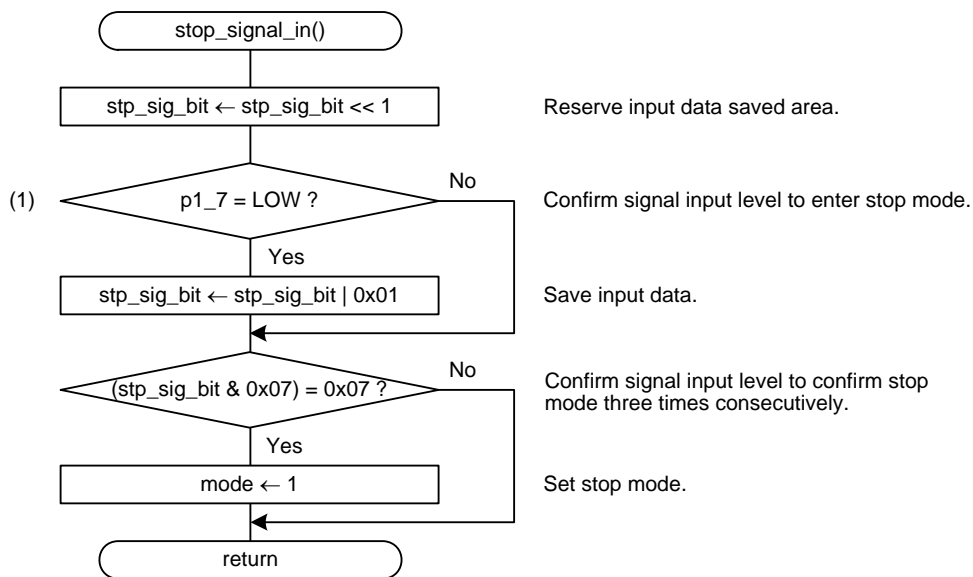 stop_signal_in()
stp_sig_bit ← stp_sig_bit << 1
Reserve input data saved area.
(1)
p1_7 = LOW ?
No
Confirm signal input level to enter stop mode.
Yes
stp_sig_bit ← stp_sig_bit | 0x01
Save input data.
(stp_sig_bit & 0x07) = 0x07 ?
No
Confirm signal input level to confirm stop
mode three times consecutively.
Yes
mode ← 1
Set stop mode.
return